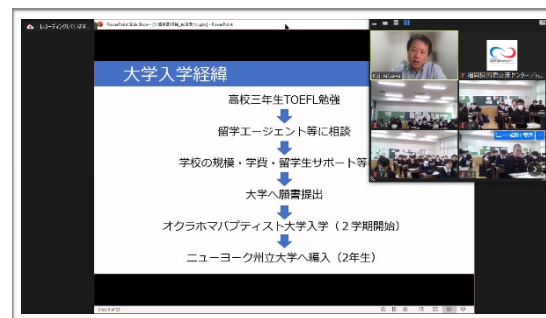 PowerPoint Slide Show
大学入学経緯
高校三年生TOEFL勉強
留学エージェント等に相談
学校の規模・学費・留学生サポート等
大学へ願書提出
オクラホマバプティスト大学入学（２学期開始）
ニューヨーク州立大学へ編入（2年生）